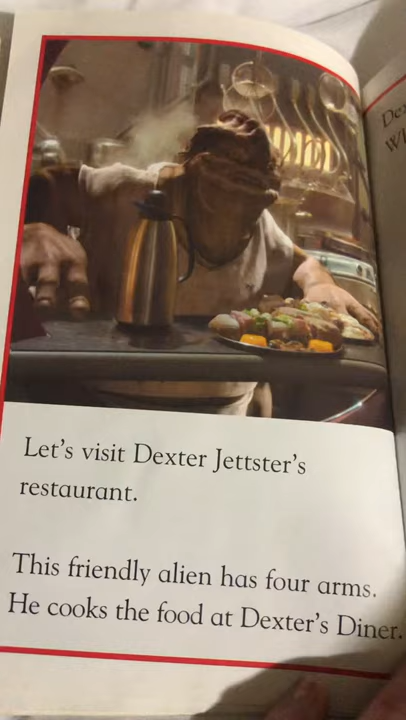 Let's visit Dexter Jettster's
restaurant.
This friendly alien has four arms.
He cooks the food at Dexter's Diner.